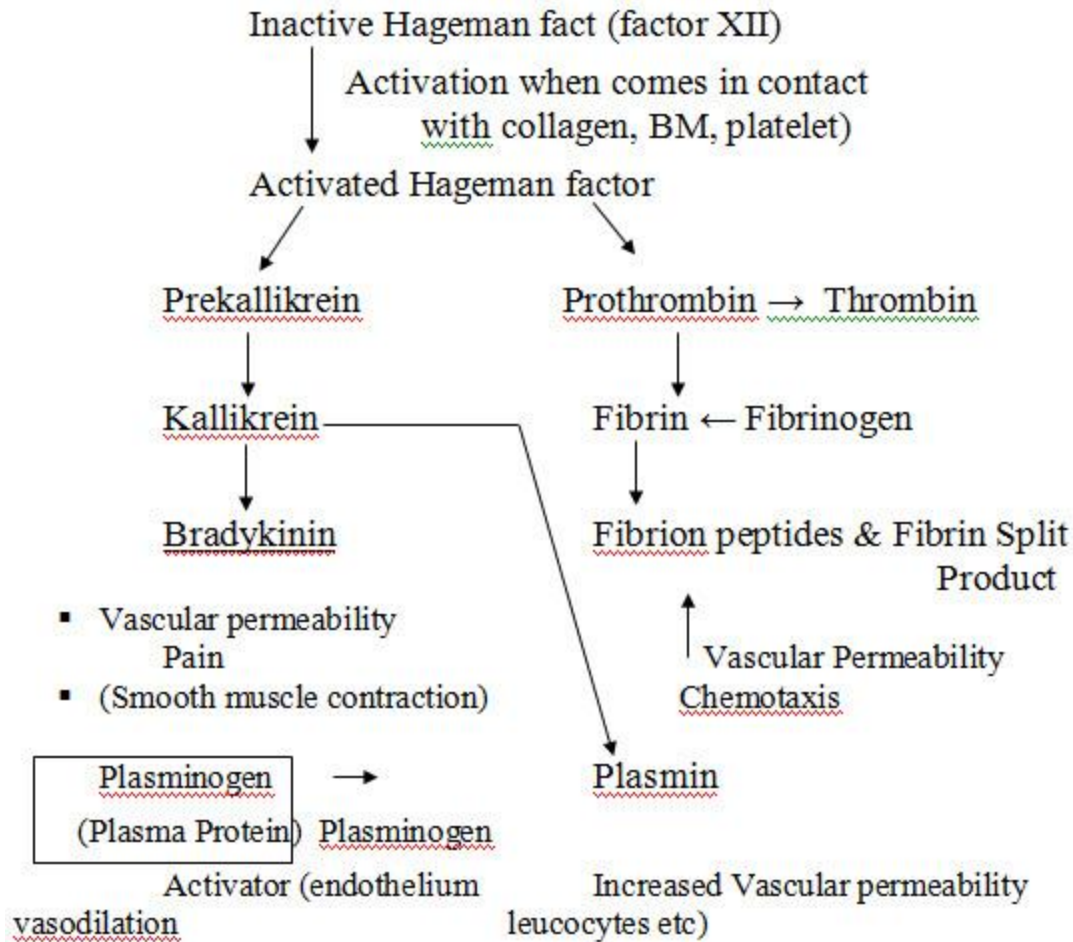 Inactive Hageman fact (factor XII)
Activation when comes in contact
with collagen, BM, platelet)
Activated Hageman factor
Prekallikrein
Prothrombin → Thrombin
Kallikrein
Fibrin ← Fibrinogen
Bradykinin
Fibrion peptides & Fibrin Split
Product
▪ Vascular permeability
Pain
▪ (Smooth muscle contraction)
Vascular Permeability
Chemotaxis
Plasminogen
Plasmin
(Plasma Protein) Plasminogen
Activator (endothelium
Increased Vascular permeability
vasodilation
leucocytes etc)